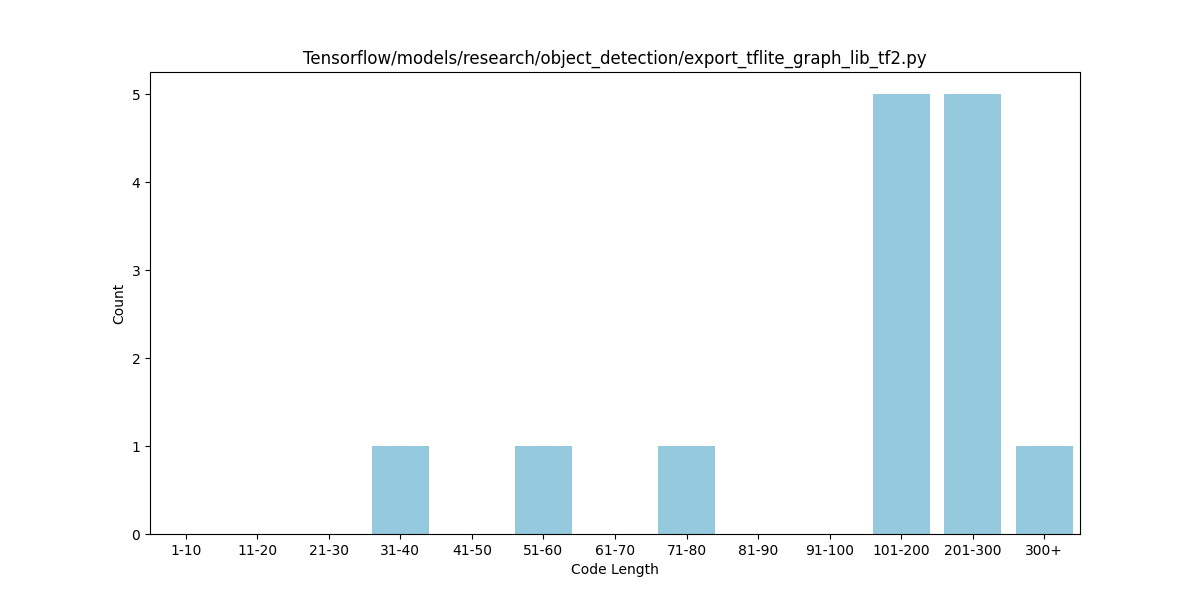 Tensorflow/models/research/object_detection/export_tflite_graph_lib_tf2.py
5
4
3
2
1
0
Count
1-10 11-20 21-30 31-40 41-50 51-60 61-70 71-80 81-90 91-100 101-200 201-300 300+
Code Length